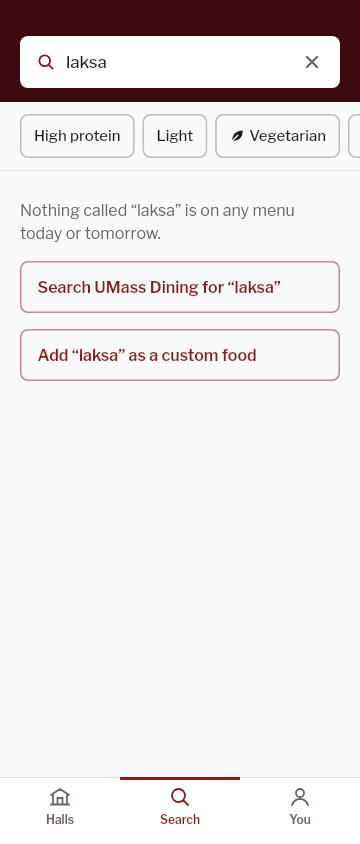 laksa
High protein
Light
Vegetarian
Nothing called “laksa” is on any menu
today or tomorrow.
Search UMass Dining for “laksa”
Add “laksa” as a custom food
Halls
Search
You